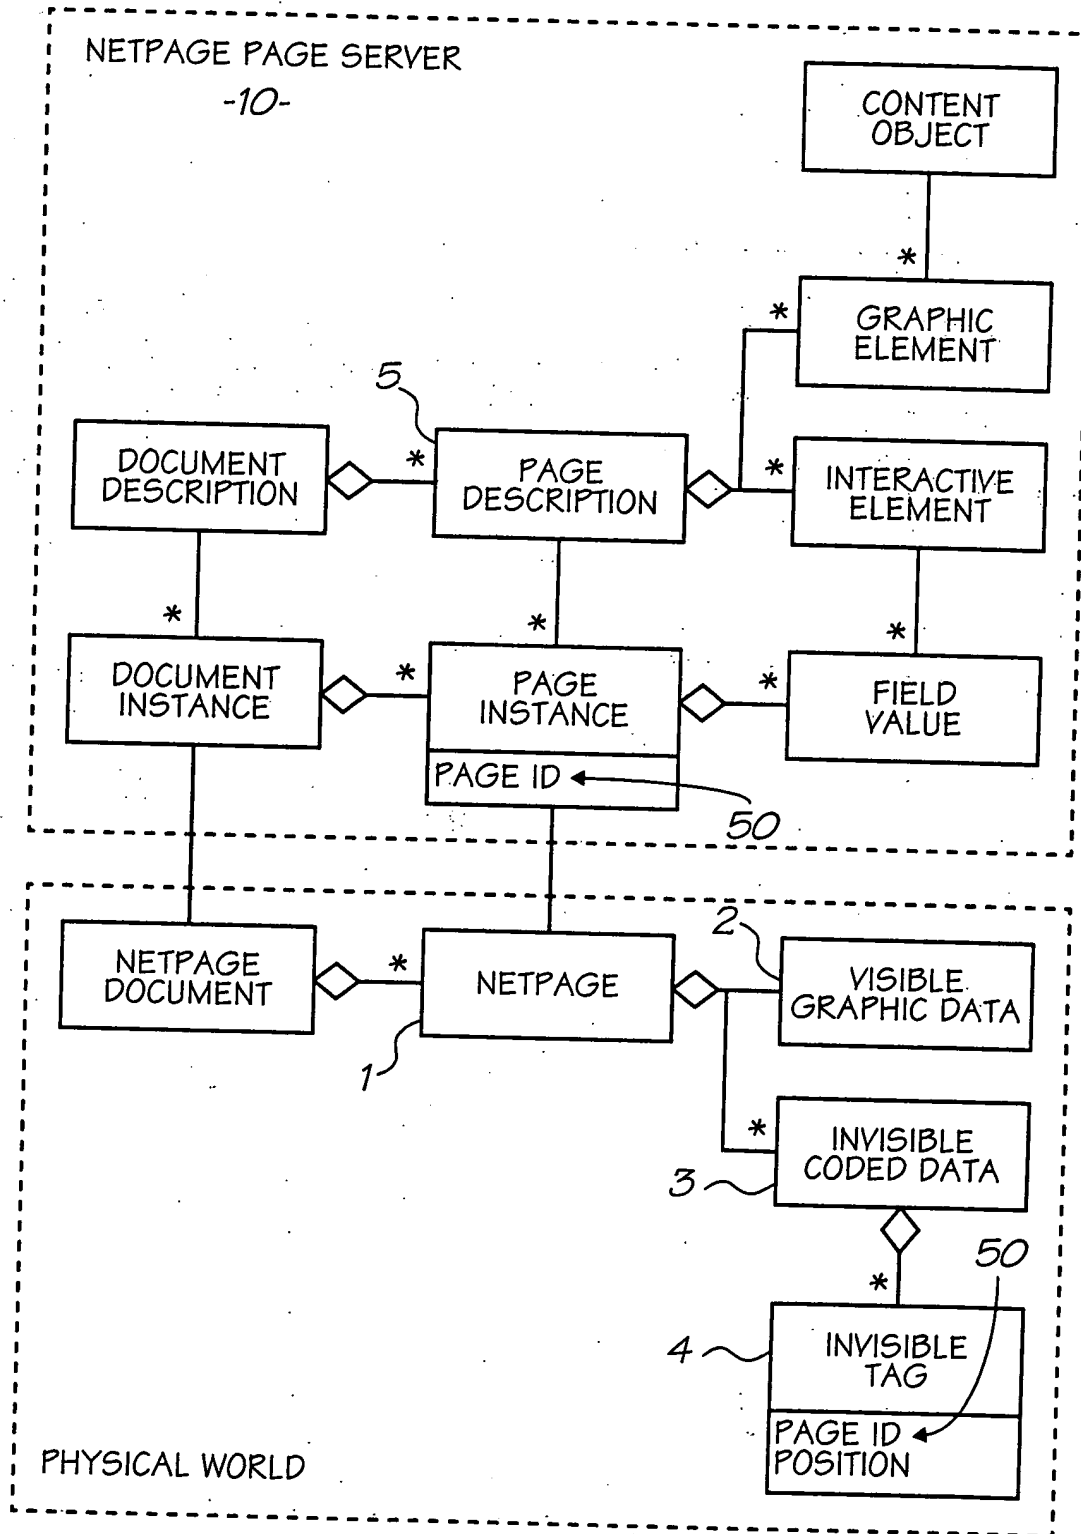 NETPAGE PAGE SERVER
-10-
CONTENT
OBJECT
*
*
GRAPHIC
ELEMENT
5
DOCUMENT
DESCRIPTION
*
PAGE
DESCRIPTION
*
INTERACTIVE
ELEMENT
*
*
*
DOCUMENT
INSTANCE
*
PAGE
INSTANCE
*
FIELD
VALUE
PAGE ID
50
NETPAGE
DOCUMENT
*
NETPAGE
1
2
VISIBLE
GRAPHIC DATA
*
INVISIBLE
CODED DATA
3
50
*
4
INVISIBLE
TAG
PAGE ID
POSITION
PHYSICAL WORLD